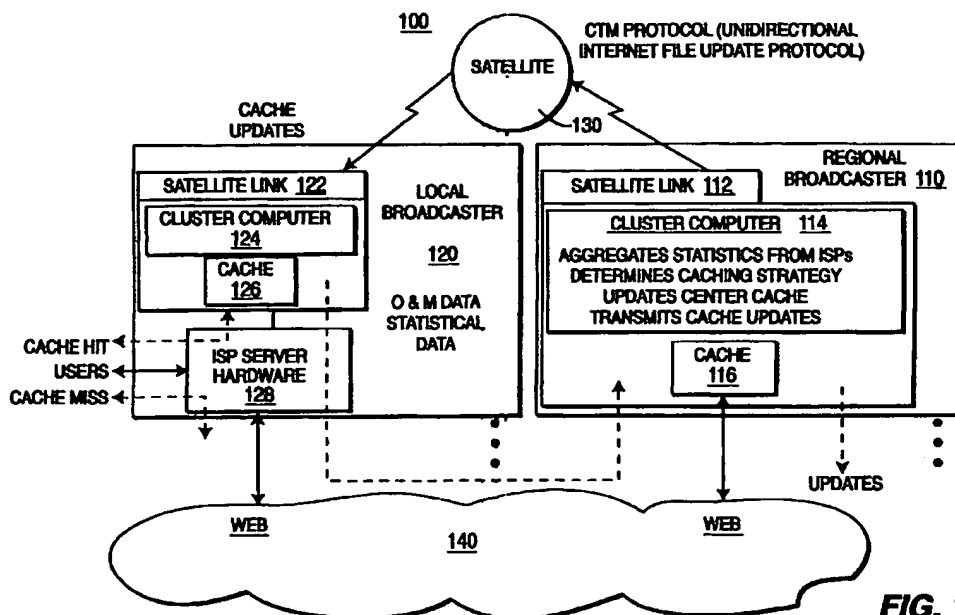 100
CTM PROTOCOL (UNIDIRECTIONAL
INTERNET FILE UPDATE PROTOCOL)
SATELLITE
130
CACHE
UPDATES
SATELLITE LINK 122
CLUSTER COMPUTER
124
CACHE
126
LOCAL
BROADCASTER
120
O & M DATA
STATISTICAL
DATA
ISP SERVER
HARDWARE
128
CACHE HIT
USERS
CACHE MISS
REGIONAL
BROADCASTER 110
SATELLITE LINK 112
CLUSTER COMPUTER 114
AGGREGATES STATISTICS FROM ISPs
DETERMINES CACHING STRATEGY
UPDATES CENTER CACHE
TRANSMITS CACHE UPDATES
CACHE
116
UPDATES
WEB
WEB
140
FIG.